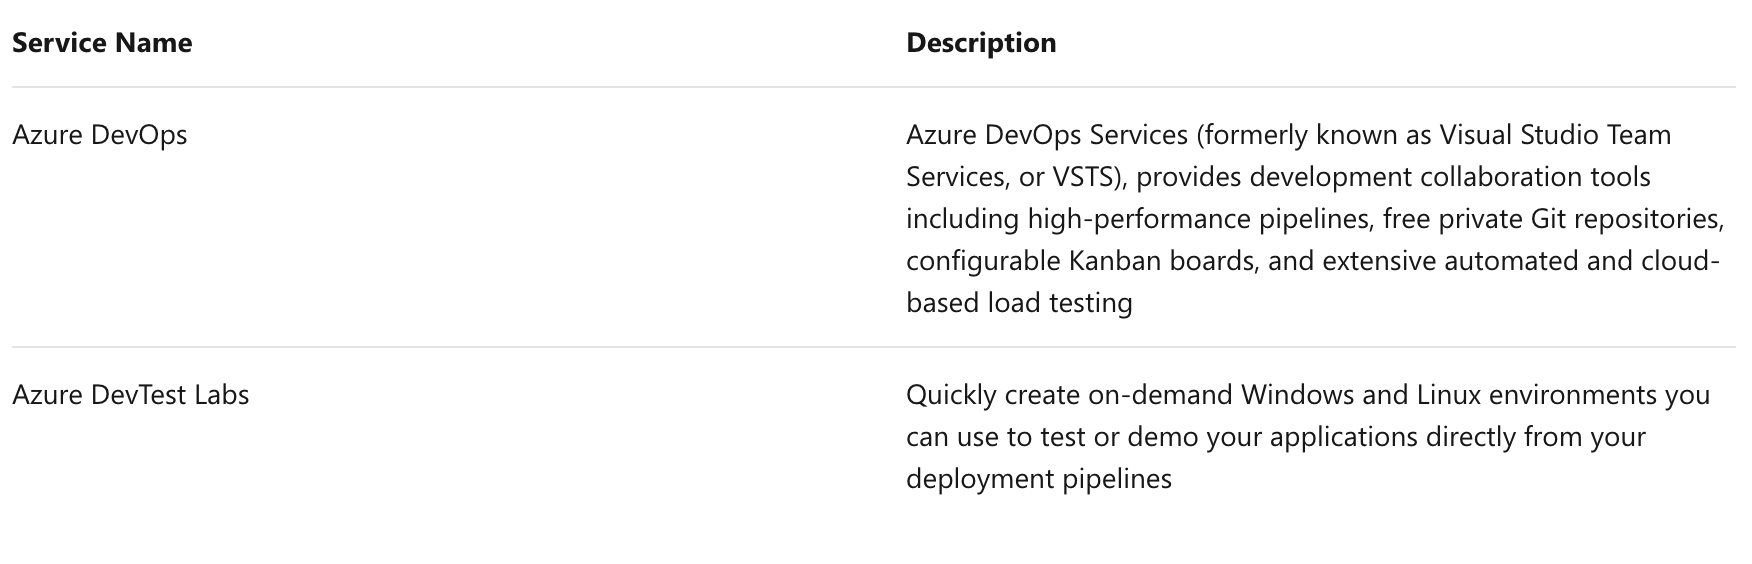 Service Name
Description
Azure DevOps
Azure DevOps Services (formerly known as Visual Studio Team
Services, or VSTS), provides development collaboration tools
including high-performance pipelines, free private Git repositories,
configurable Kanban boards, and extensive automated and cloud-
based load testing
Azure DevTest Labs
Quickly create on-demand Windows and Linux environments you
can use to test or demo your applications directly from your
deployment pipelines